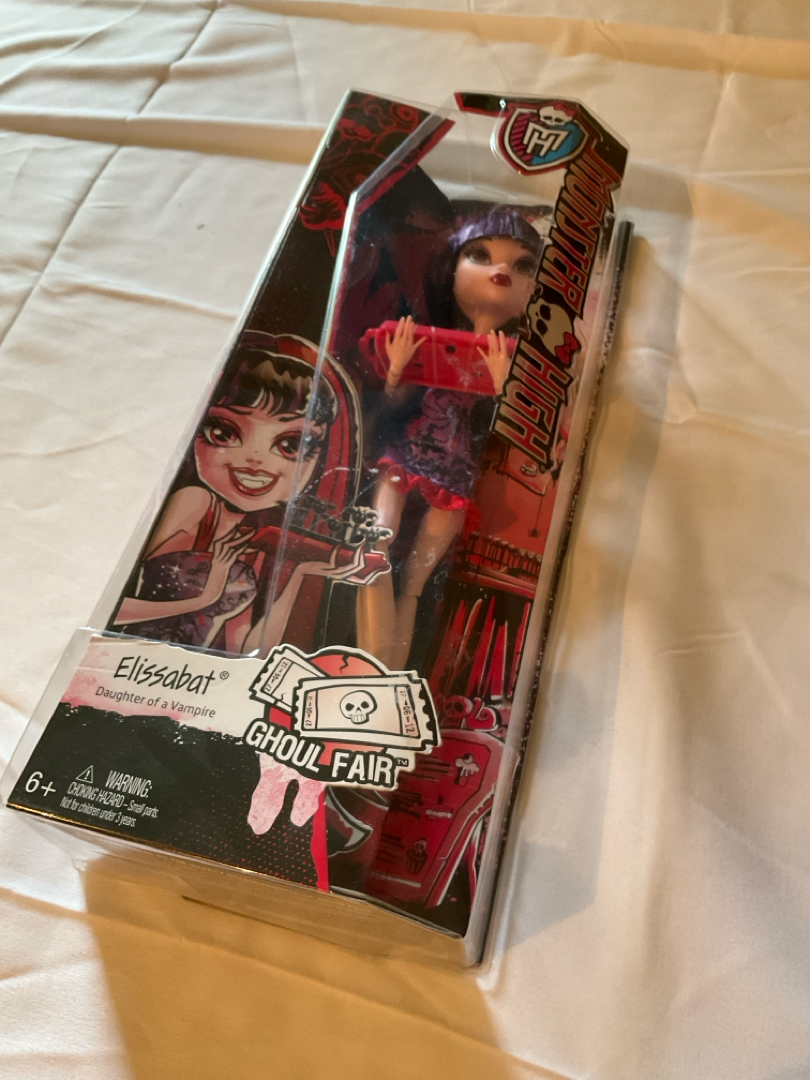 MONSTER HIGH
Elissabat®
Daughter of a Vampire
GHOUL FAIR™
6+
WARNING:
CHOKING HAZARD - Small parts.
Not for children under 3 years.